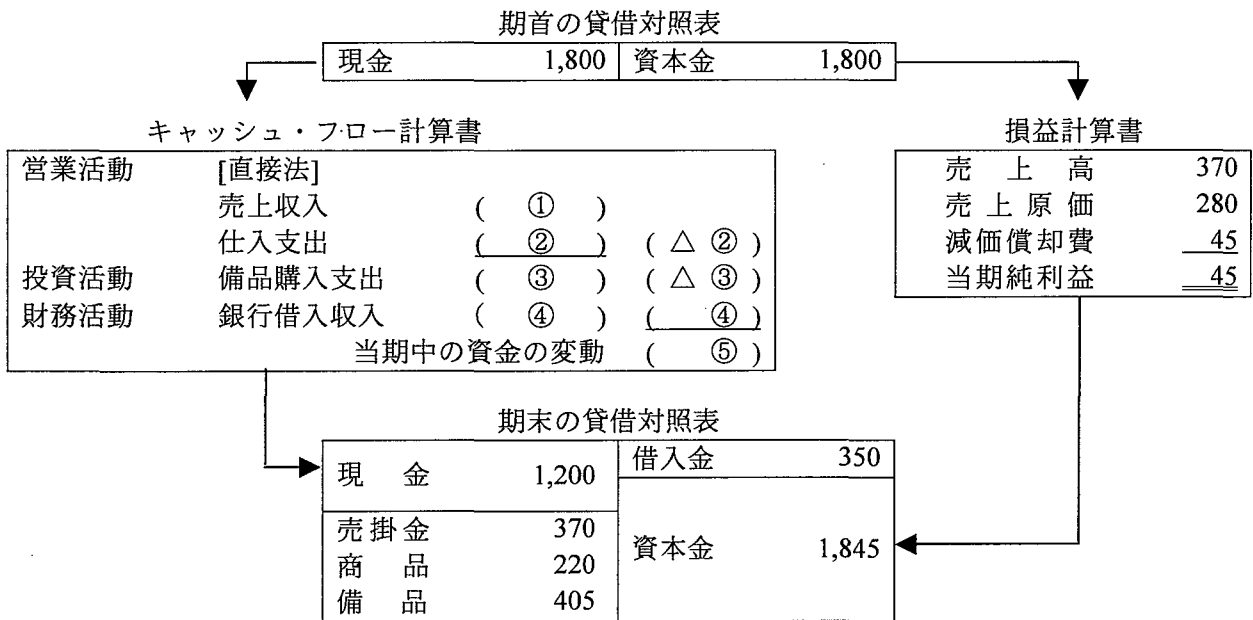 期首の貸借対照表
現金 1,800 資本金 1,800
キャッシュ・フロー計算書
営業活動 [直接法]
売上収入 ( ① )
仕入支出 ( ② ) ( △ ② )
投資活動 備品購入支出 ( ③ ) ( △ ③ )
財務活動 銀行借入収入 ( ④ ) ( ④ )
当期中の資金の変動 ( ⑤ )
損益計算書
売上高 370
売上原価 280
減価償却費 45
当期純利益 45
期末の貸借対照表
現金 1,200 借入金 350
売掛金 370
資本金 1,845
商品 220
備品 405